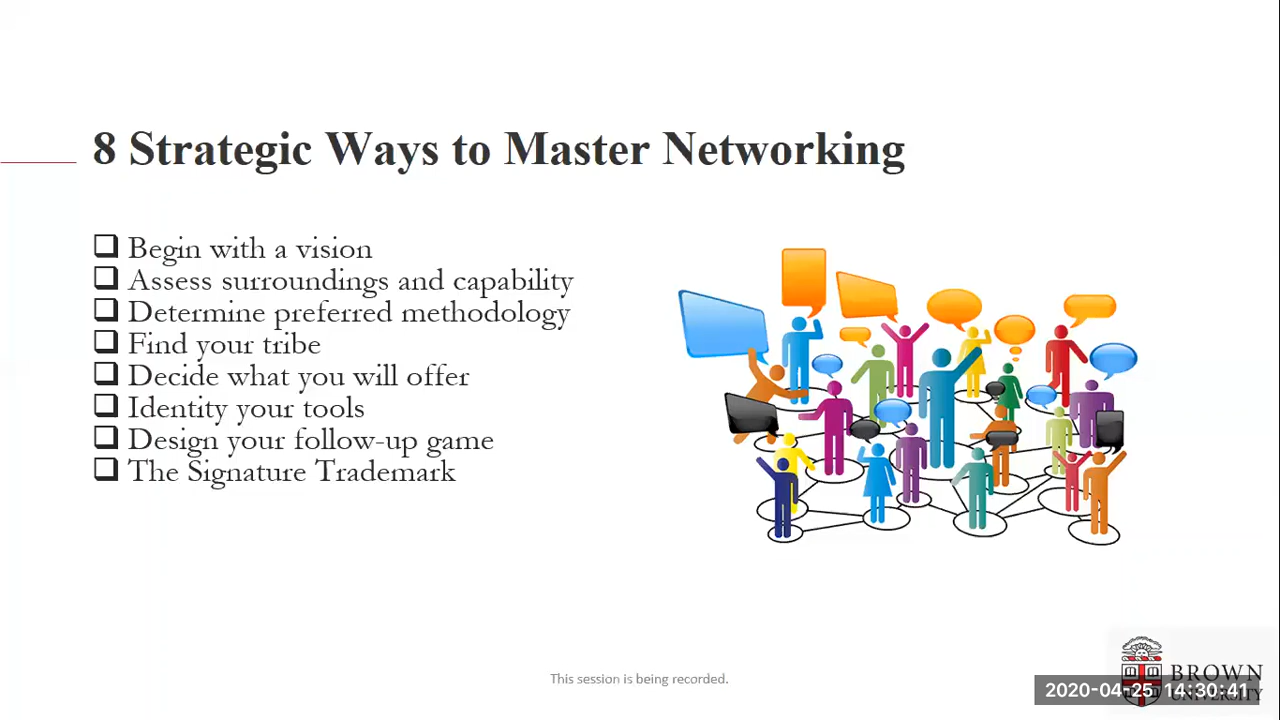 8 Strategic Ways to Master Networking
Begin with a vision
Assess surroundings and capability
Determine preferred methodology
Find your tribe
Decide what you will offer
Identity your tools
Design your follow-up game
The Signature Trademark
This session is being recorded.
BROWN
UNIVERSITY
2020-04-25 14:30:41